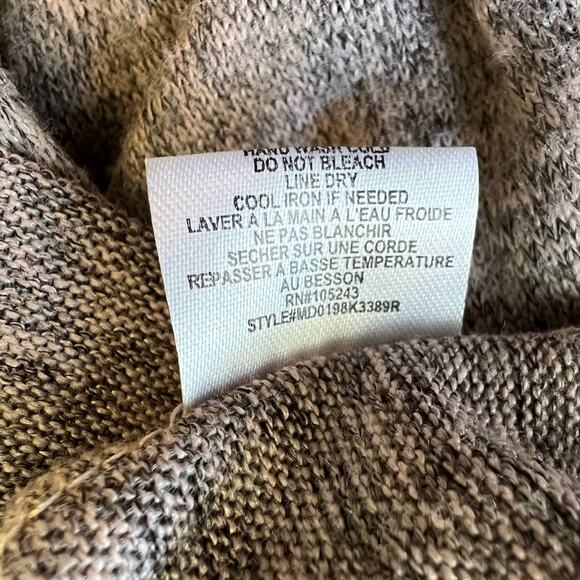 HAND WASH COLD
DO NOT BLEACH
LINE DRY
COOL IRON IF NEEDED
LAVER A LA MAIN A L'EAU FROIDE
NE PAS BLANCHIR
SECHER SUR UNE CORDE
REPASSER A BASSE TEMPERATURE
AU BESSON
RN#105243
STYLE#MD0198K3389R